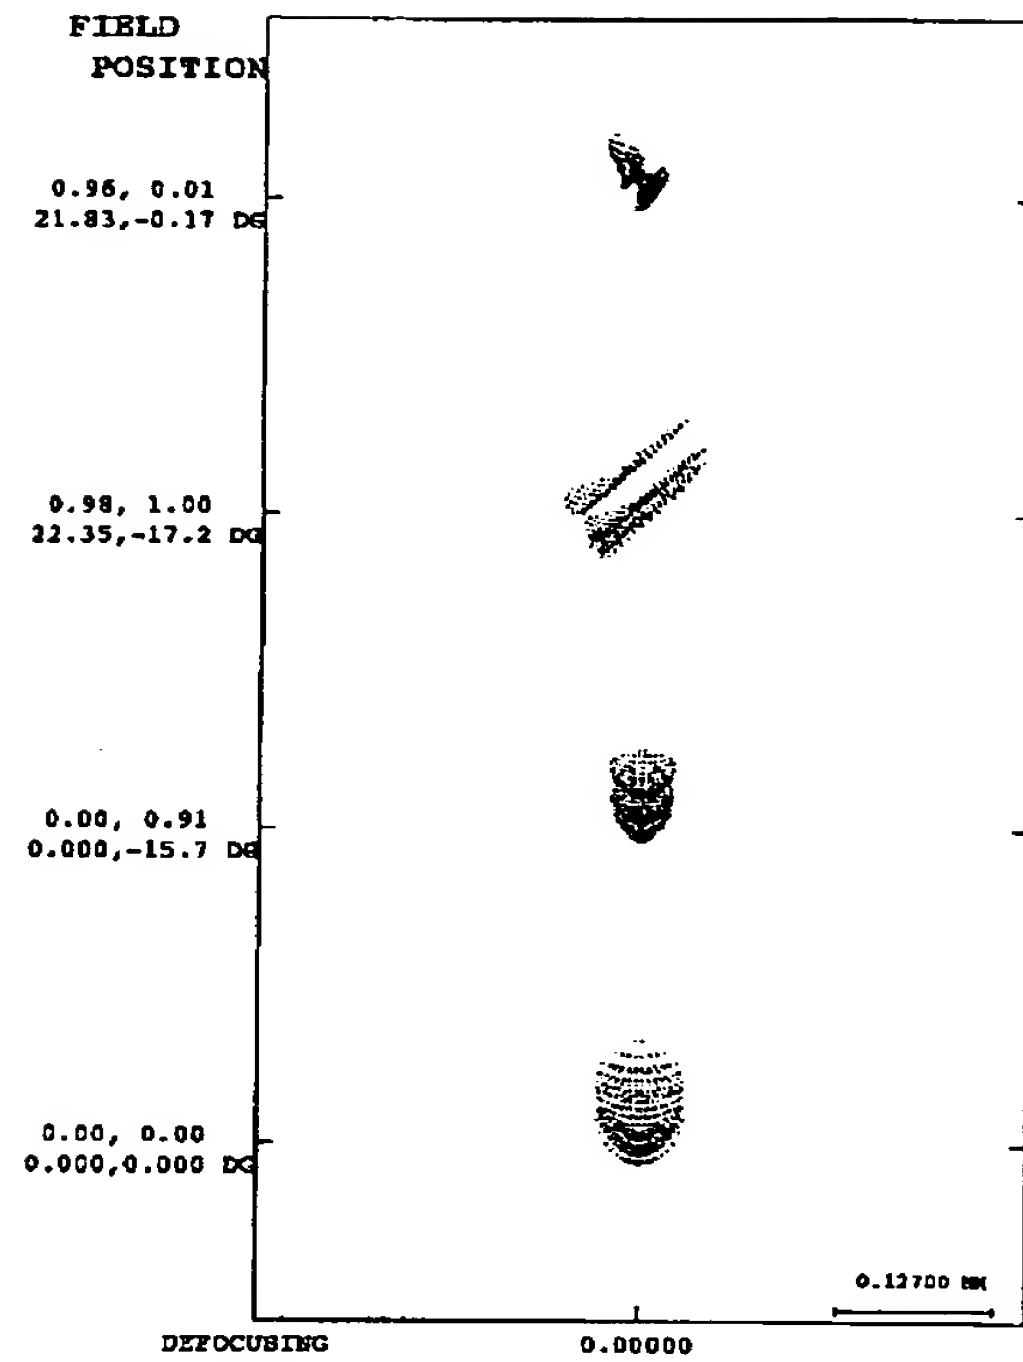 FIELD
POSITION
0.96, 0.01
21.83,-0.17 DG
0.98, 1.00
22.35,-17.2 DG
0.00, 0.91
0.000,-15.7 DG
0.00, 0.00
0.000,0.000 DG
0.12700 MM
DEFOCUSING 0.00000